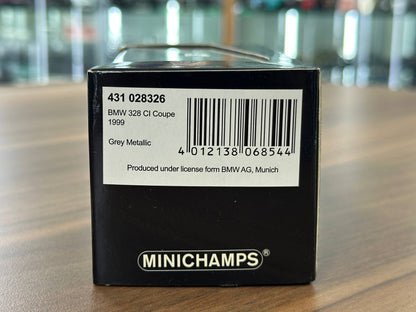 431 028326
BMW 328 CI Coupe
1999
Grey Metallic
4 012138 068544
Produced under license form BMW AG, Munich
MINICHAMPS®